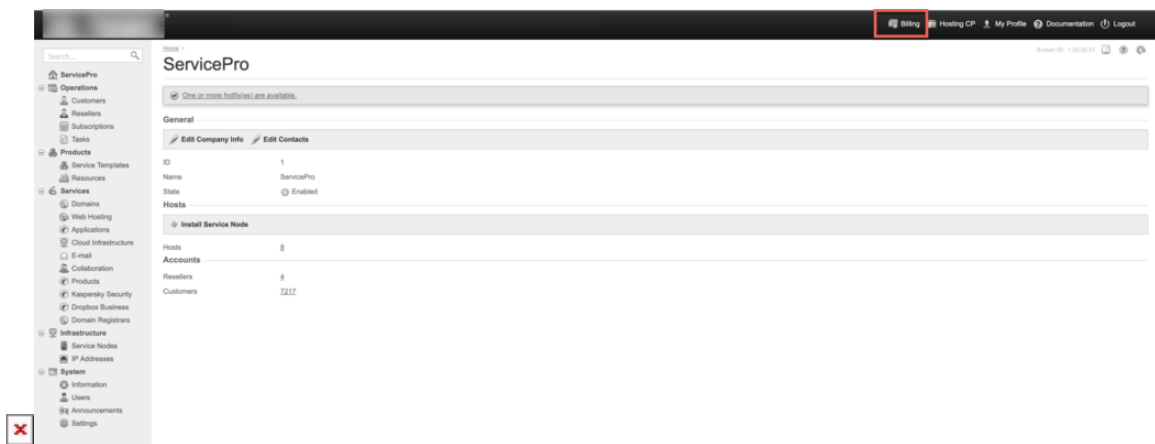 Billing Hosting CP My Profile Documentation Logout
Search...
Home >
ServicePro
One or more hotfix(es) are available.
General
Edit Company Info Edit Contacts
ID 1
Name ServicePro
State Enabled
Hosts
Install Service Node
Hosts 8
Accounts
Resellers 4
Customers 7217
ServicePro
Operations
Customers
Resellers
Subscriptions
Tasks
Products
Service Templates
Resources
Services
Domains
Web Hosting
Applications
Cloud Infrastructure
E-mail
Collaboration
Products
Kaspersky Security
Dropbox Business
Domain Registrars
Infrastructure
Service Nodes
IP Addresses
System
Information
Users
Announcements
Settings